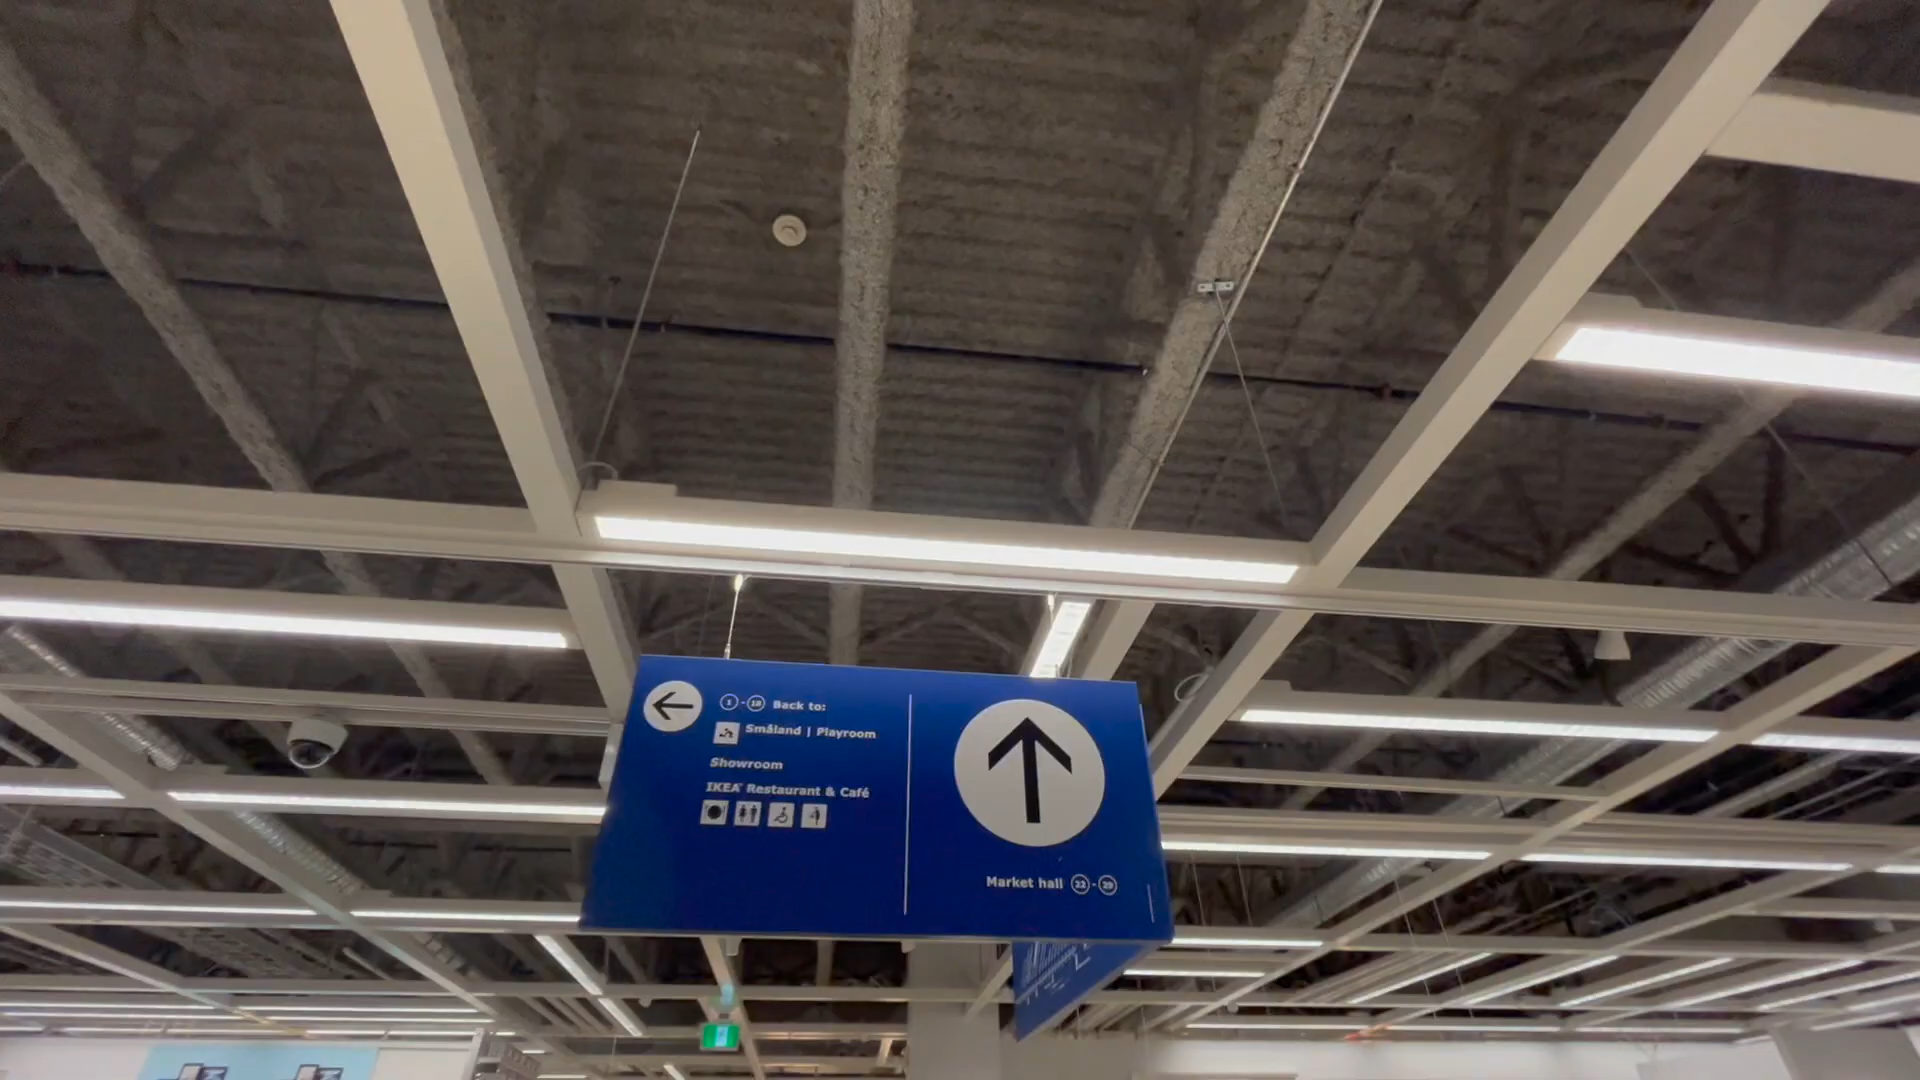 1 - 18 Back to:
Småland | Playroom
Showroom
IKEA Restaurant & Café
Market hall 22 - 29